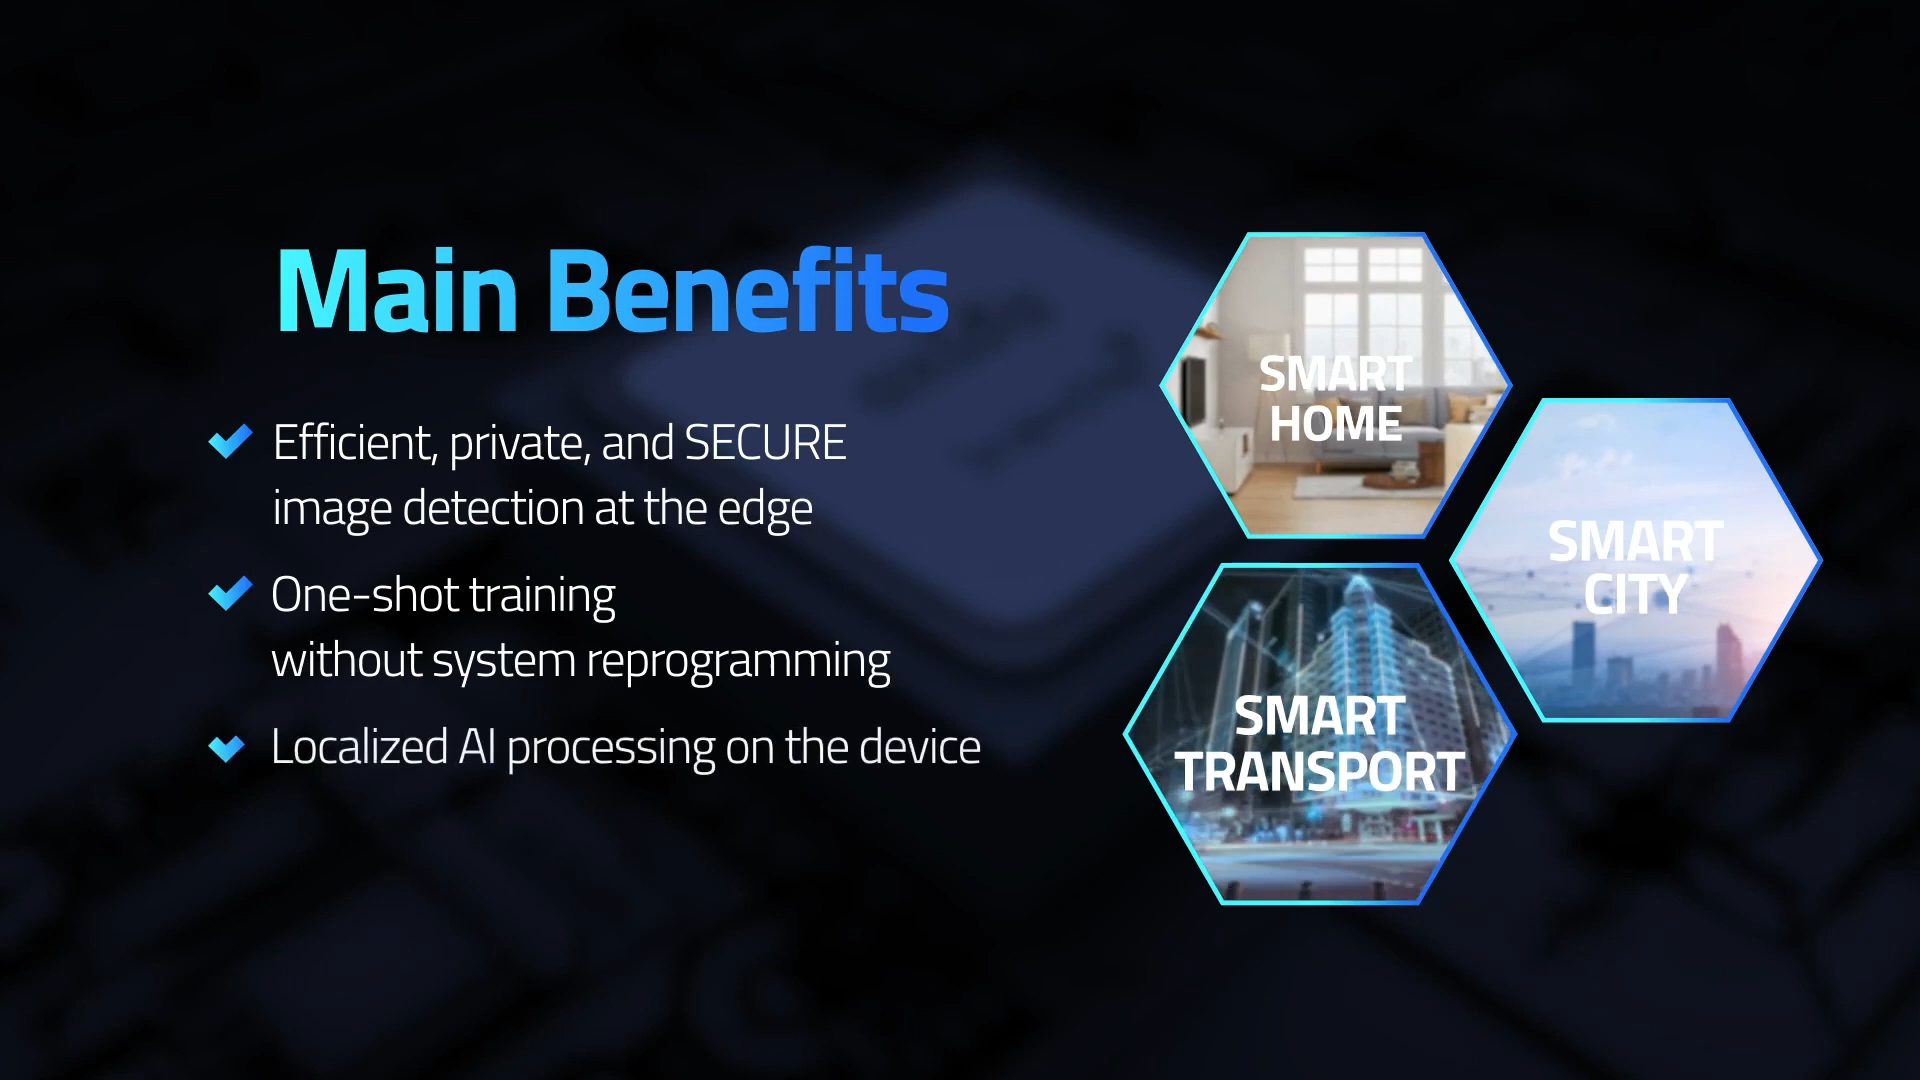 Main Benefits
Efficient, private, and SECURE
image detection at the edge
One-shot training
without system reprogramming
Localized AI processing on the device
SMART
HOME
SMART
CITY
SMART
TRANSPORT